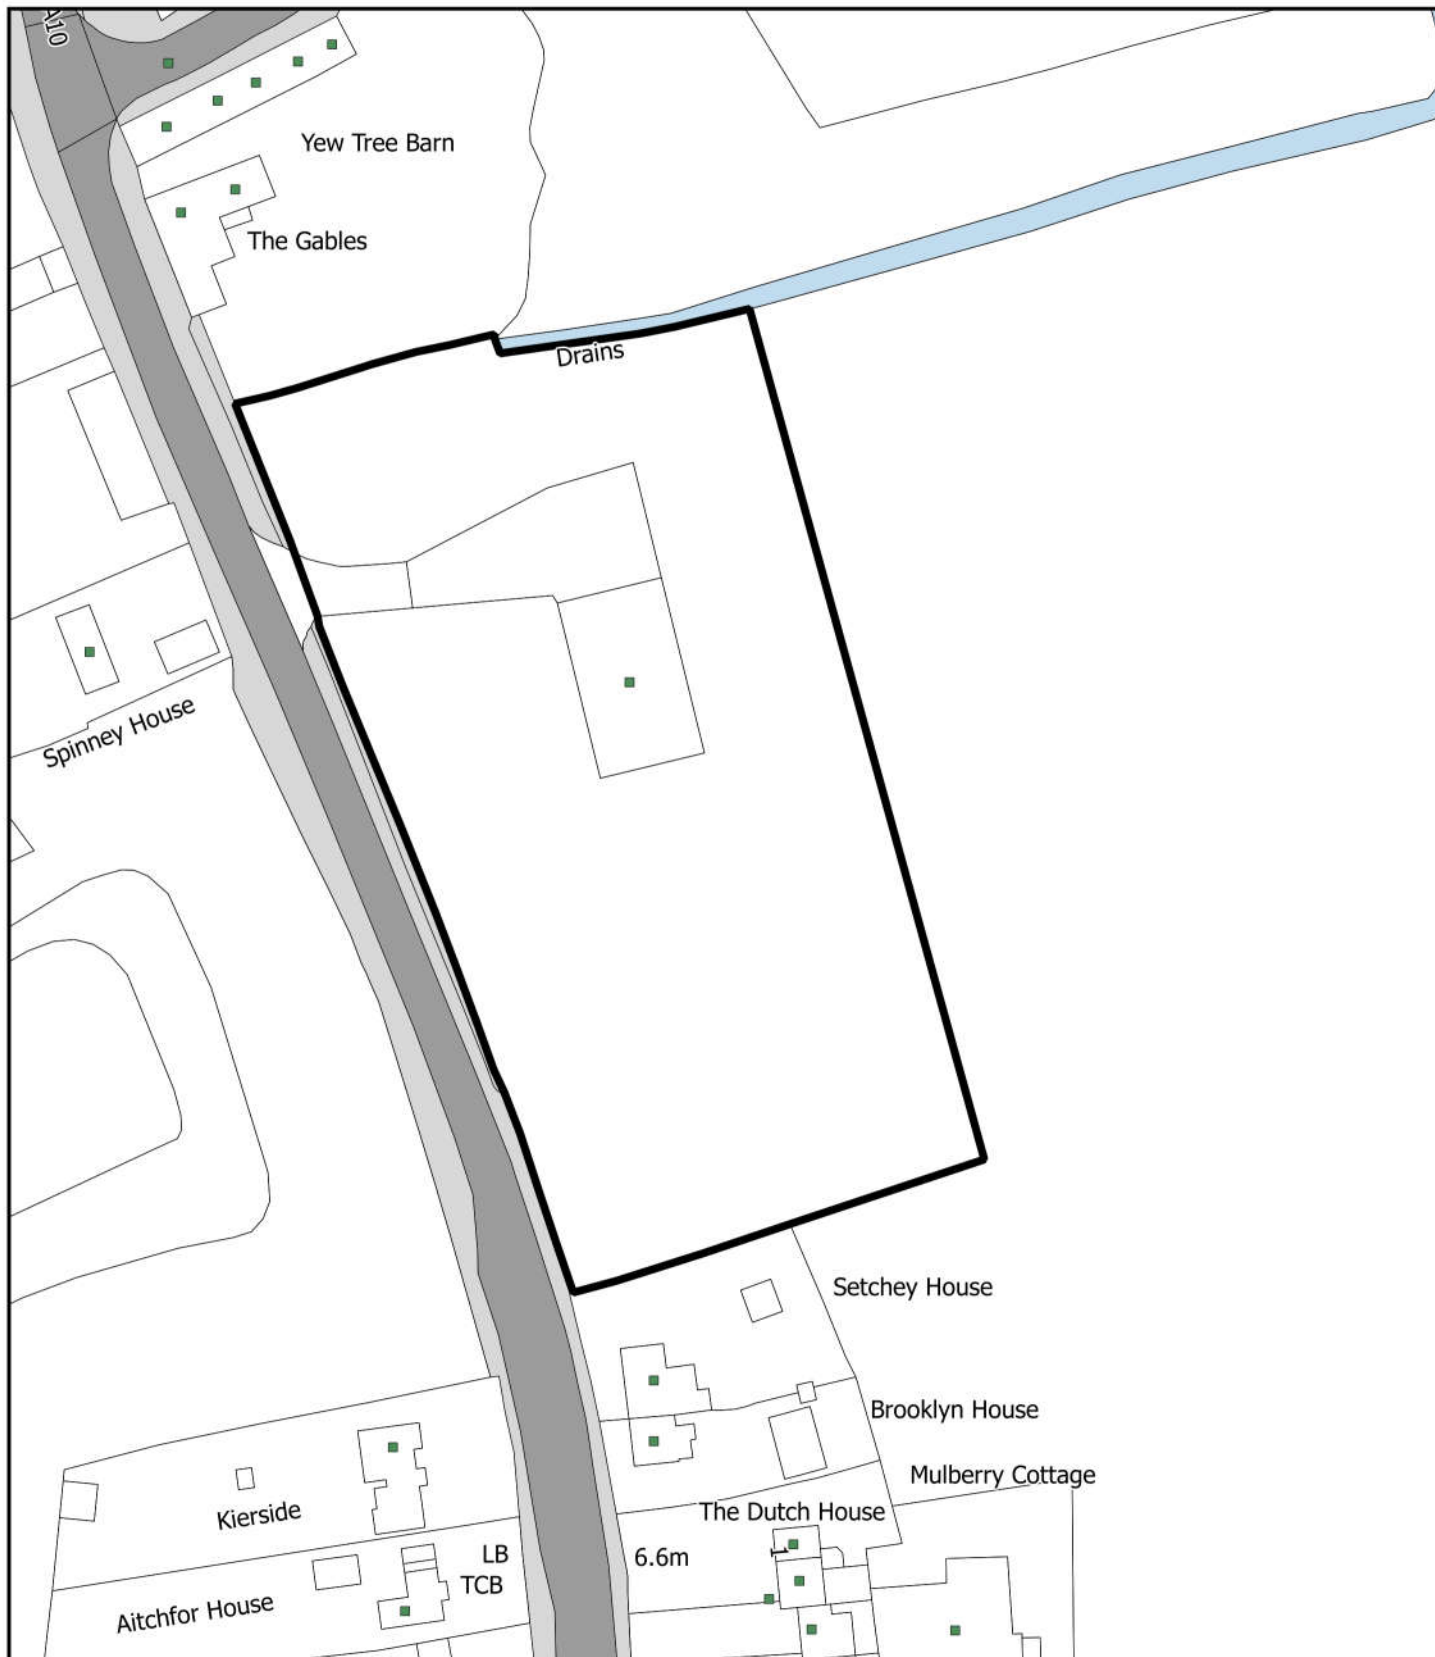 A10
Yew Tree Barn
The Gables
Drains
Spinney House
Setchey House
Brooklyn House
Mulberry Cottage
The Dutch House
Kierside
LB
6.6m
1
TCB
Aitchfor House